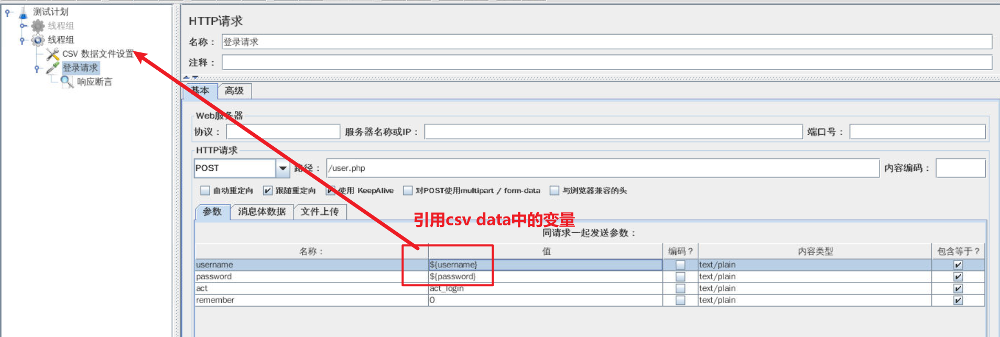 测试计划
线程组
线程组
CSV 数据文件设置
登录请求
响应断言
HTTP请求
名称：
登录请求
注释：
基本
高级
Web服务器
协议：
服务器名称或IP：
端口号：
HTTP请求
POST
路径：
/user.php
内容编码：
自动重定向
跟随重定向
使用 KeepAlive
对POST使用multipart / form-data
与浏览器兼容的头
参数
消息体数据
文件上传
引用csv data中的变量
同请求一起发送参数：
名称：
值
编码？
内容类型
包含等于？
username
${username}
text/plain
password
${password}
text/plain
act
act_login
text/plain
remember
0
text/plain